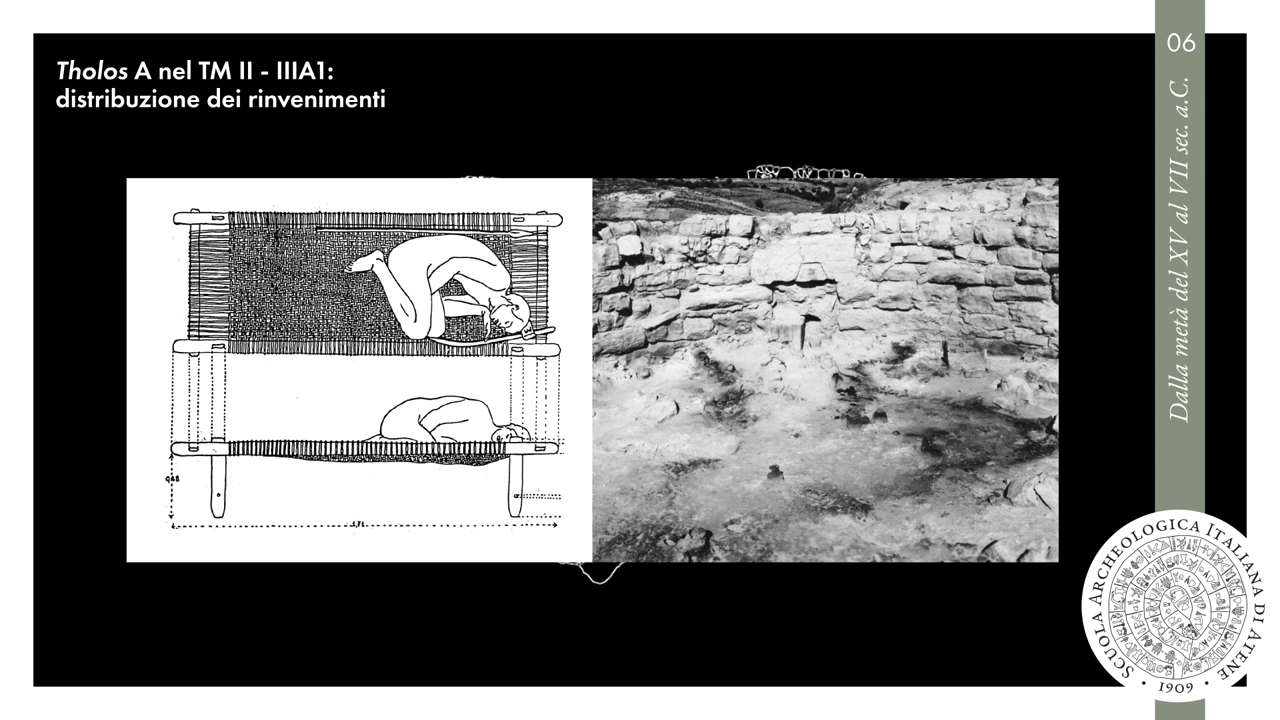 Tholos A nel TM II - IIIA1:
distribuzione dei rinvenimenti
06
Dalla metà del XV al VII sec. a.C.
SCUOLA ARCHEOLOGICA ITALIANA DI ATENE
• 1909 •